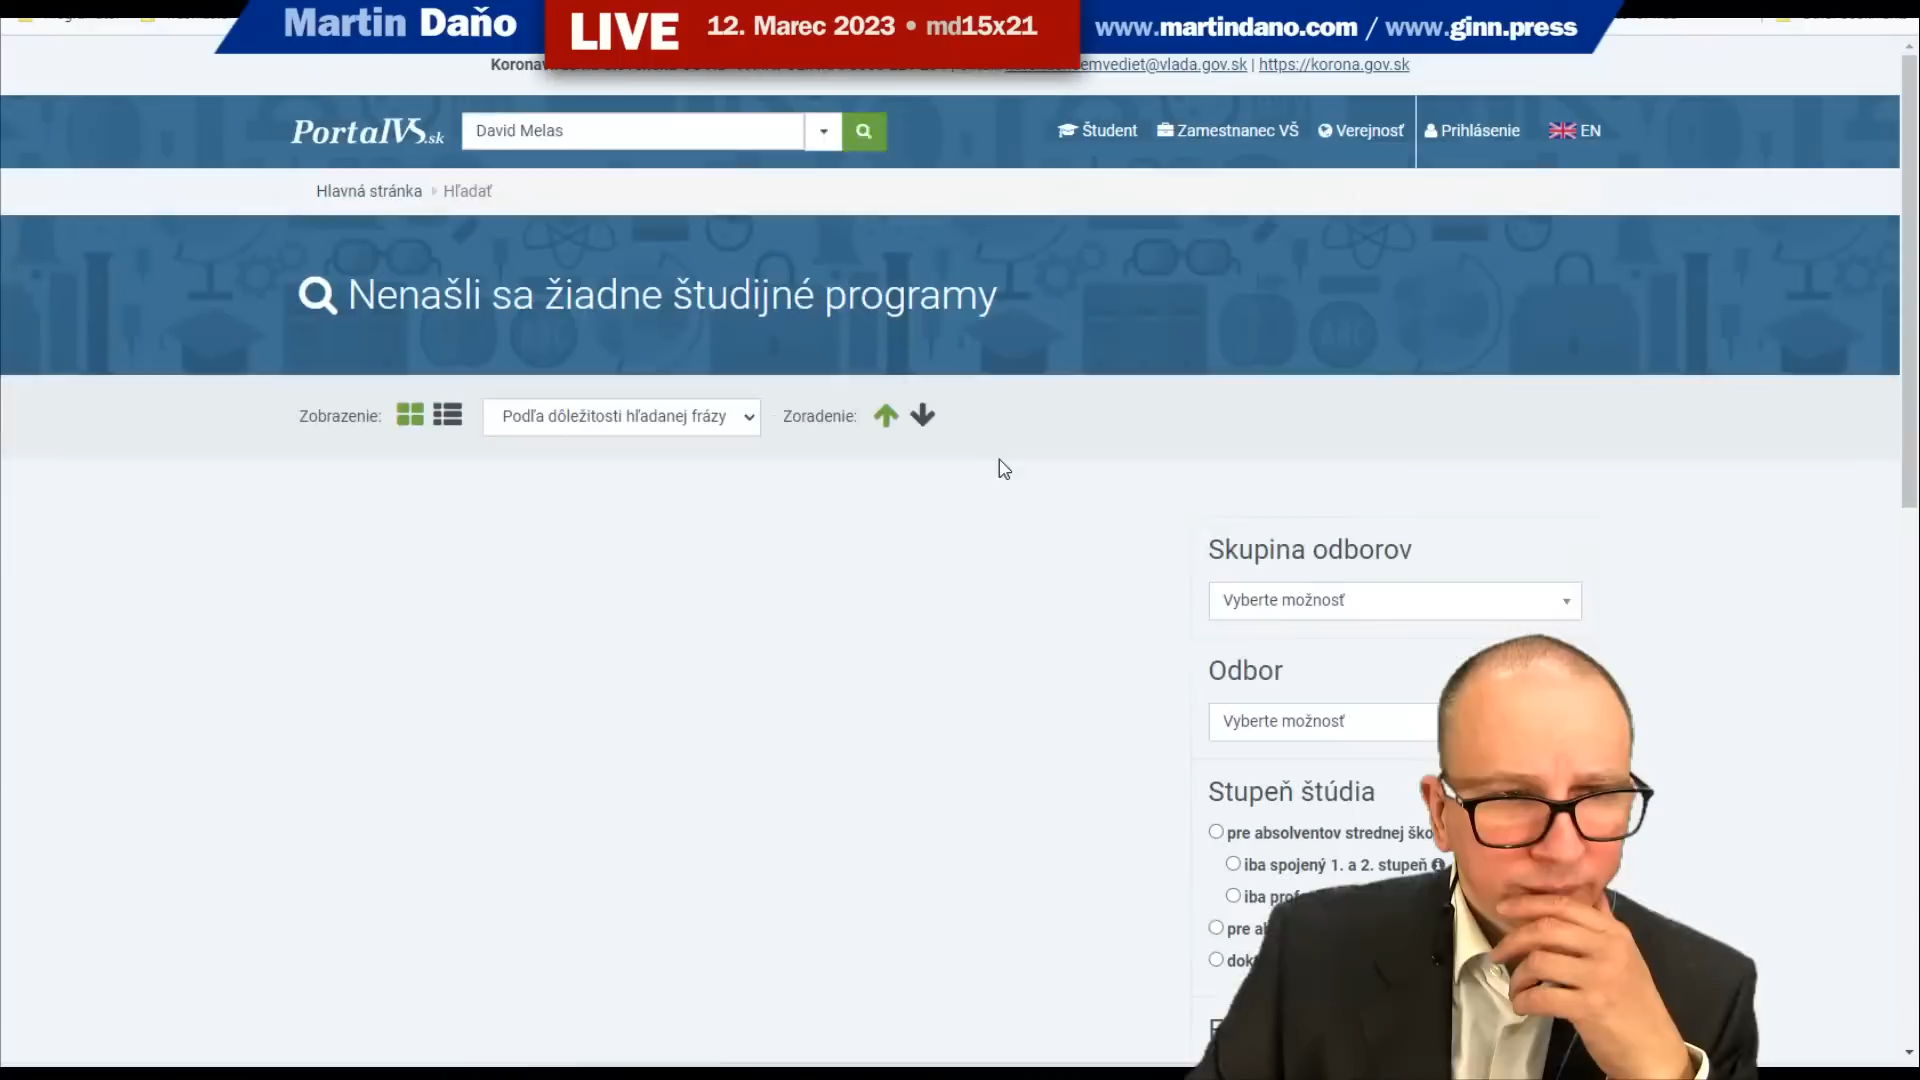 Martin Daňo
LIVE
12. Marec 2023 • md15x21
www.martindano.com / www.ginn.press
emvediet@vlada.gov.sk | https://korona.gov.sk
PortalVS.sk
David Melas
Študent
Zamestnanec VŠ
Verejnosť
Prihlásenie
EN
Hlavná stránka
Hľadať
Nenašli sa žiadne študijné programy
Zobrazenie:
Podľa dôležitosti hľadanej frázy
Zoradenie:
Skupina odborov
Vyberte možnosť
Odbor
Vyberte možnosť
Stupeň štúdia
pre absolventov strednej ško
iba spojený 1. a 2. stupeň
iba
pre